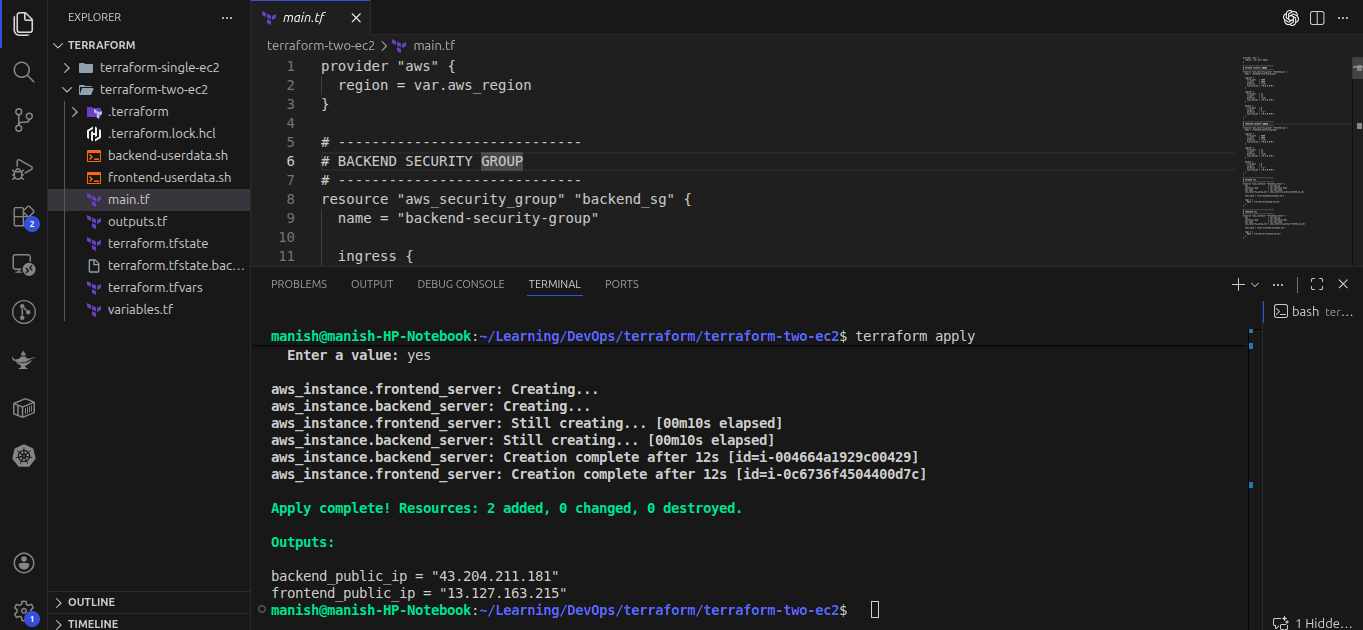 EXPLORER
TERRAFORM
terraform-single-ec2
terraform-two-ec2
.terraform
.terraform.lock.hcl
backend-userdata.sh
frontend-userdata.sh
main.tf
outputs.tf
terraform.tfstate
terraform.tfstate.bac...
terraform.tfvars
variables.tf
OUTLINE
TIMELINE
2
1
main.tf
terraform-two-ec2 > main.tf
1 provider "aws" {
2 region = var.aws_region
3 }
4
5 # -----------------------------
6 # BACKEND SECURITY GROUP
7 # -----------------------------
8 resource "aws_security_group" "backend_sg" {
9 name = "backend-security-group"
10
11 ingress {
PROBLEMS OUTPUT DEBUG CONSOLE TERMINAL PORTS
bash ter...
manish@manish-HP-Notebook:~/Learning/DevOps/terraform/terraform-two-ec2$ terraform apply
Enter a value: yes
aws_instance.frontend_server: Creating...
aws_instance.backend_server: Creating...
aws_instance.frontend_server: Still creating... [00m10s elapsed]
aws_instance.backend_server: Still creating... [00m10s elapsed]
aws_instance.backend_server: Creation complete after 12s [id=i-004664a1929c00429]
aws_instance.frontend_server: Creation complete after 12s [id=i-0c6736f4504400d7c]
Apply complete! Resources: 2 added, 0 changed, 0 destroyed.
Outputs:
backend_public_ip = "43.204.211.181"
frontend_public_ip = "13.127.163.215"
manish@manish-HP-Notebook:~/Learning/DevOps/terraform/terraform-two-ec2$
1 Hidde...